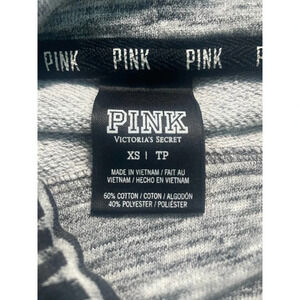 PINK PINK PINK PINK
PINK
VICTORIA'S SECRET
XS | TP
MADE IN VIETNAM / FAIT AU
VIETNAM / HECHO EN VIETNAM
60% COTTON / COTON / ALGODÓN
40% POLYESTER / POLIÉSTER